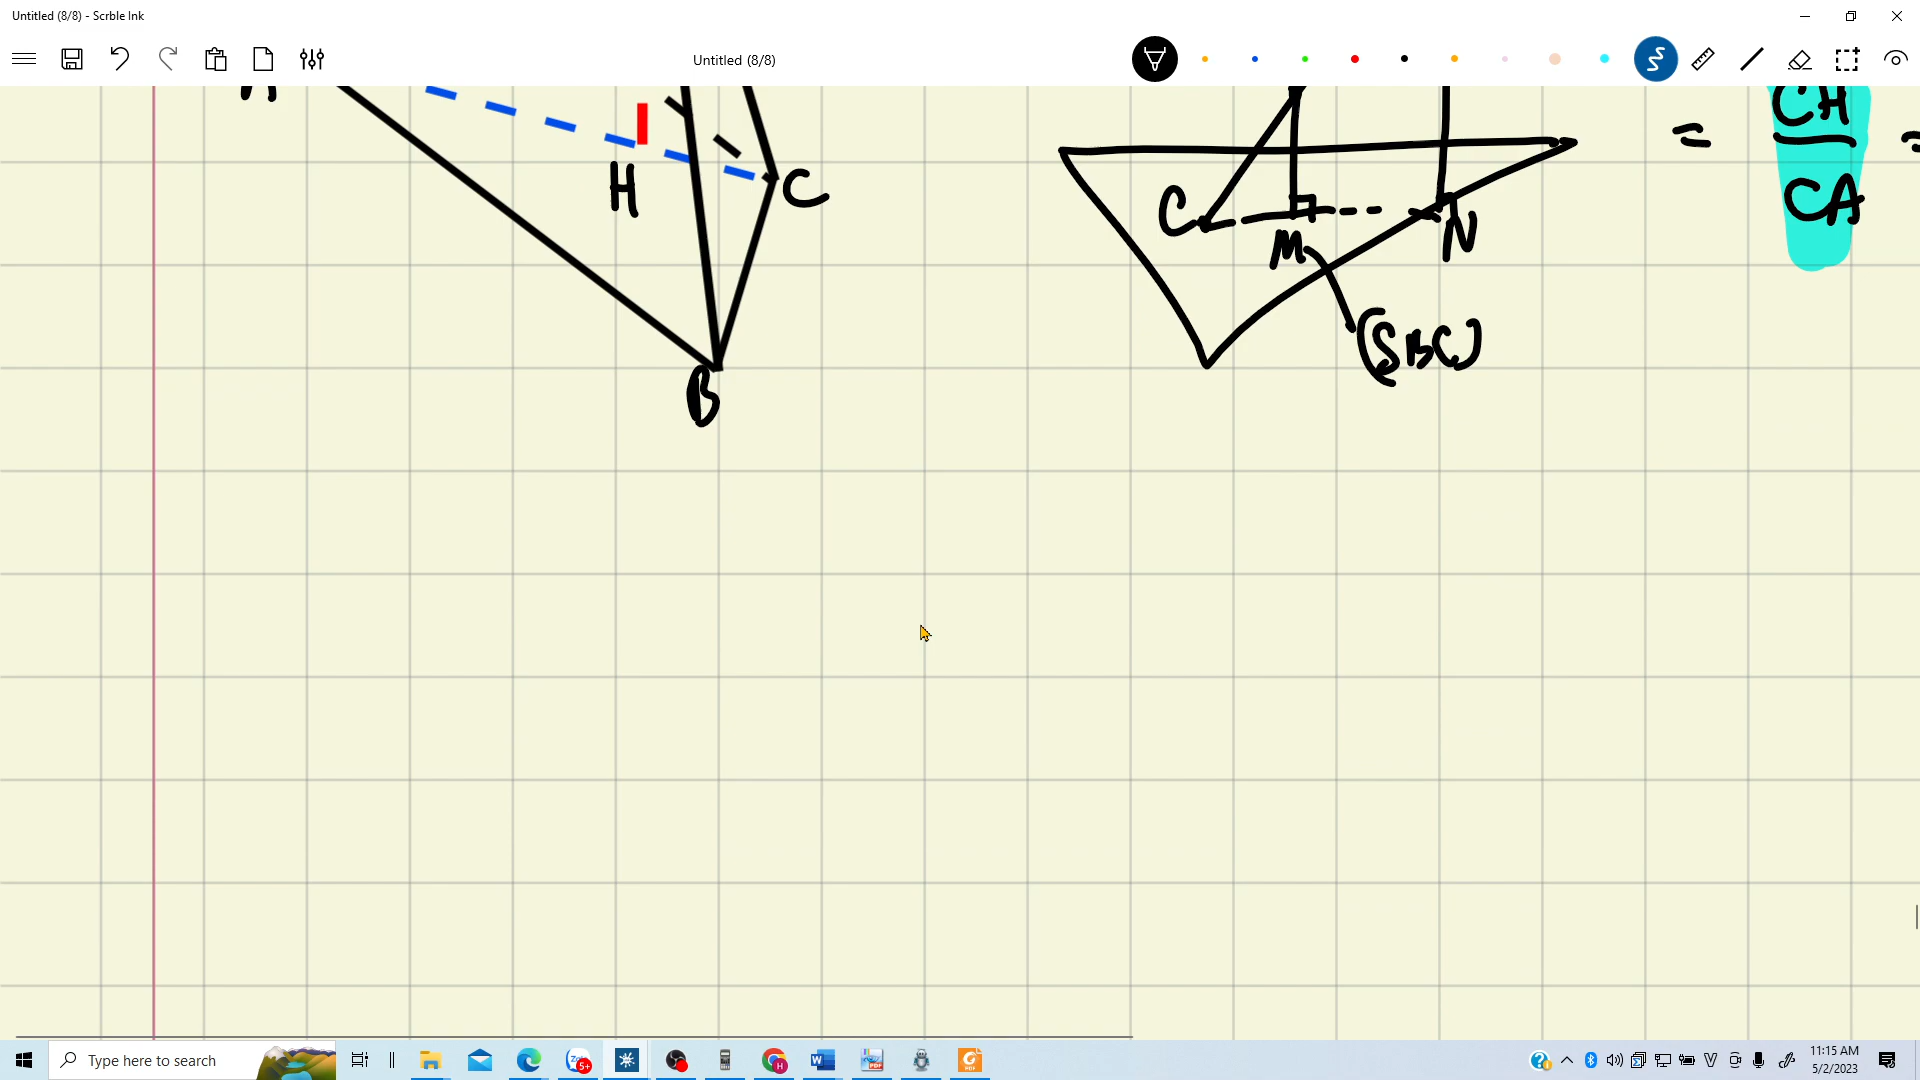 Untitled (8/8) - Scrble Ink
Untitled (8/8)
H
C
B
C
M
N
(SBC)
=
CH
CA
Type here to search
5+
11:15 AM
5/2/2023